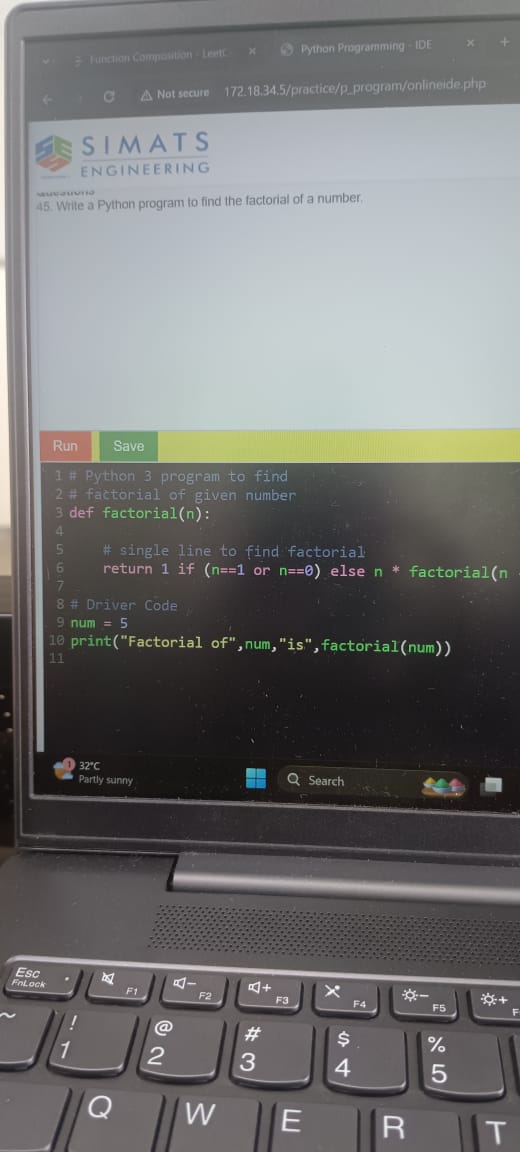 Function Composition - Leet
Python Programming - IDE
Not secure 172.18.34.5/practice/p_program/onlineide.php
SIMATS
ENGINEERING
Questions
45. Write a Python program to find the factorial of a number.
Run Save
1 # Python 3 program to find
2 # factorial of given number
3 def factorial(n):
4
5 # single line to find factorial
6 return 1 if (n==1 or n==0) else n * factorial(n
7
8 # Driver Code
9 num = 5
10 print("Factorial of",num,"is",factorial(num))
11
1 32°C
Partly sunny
Search
Esc
FnLock
F1 F2 F3 F4 F5
~ ! @ # $ %
1 2 3 4 5
Q W E R T